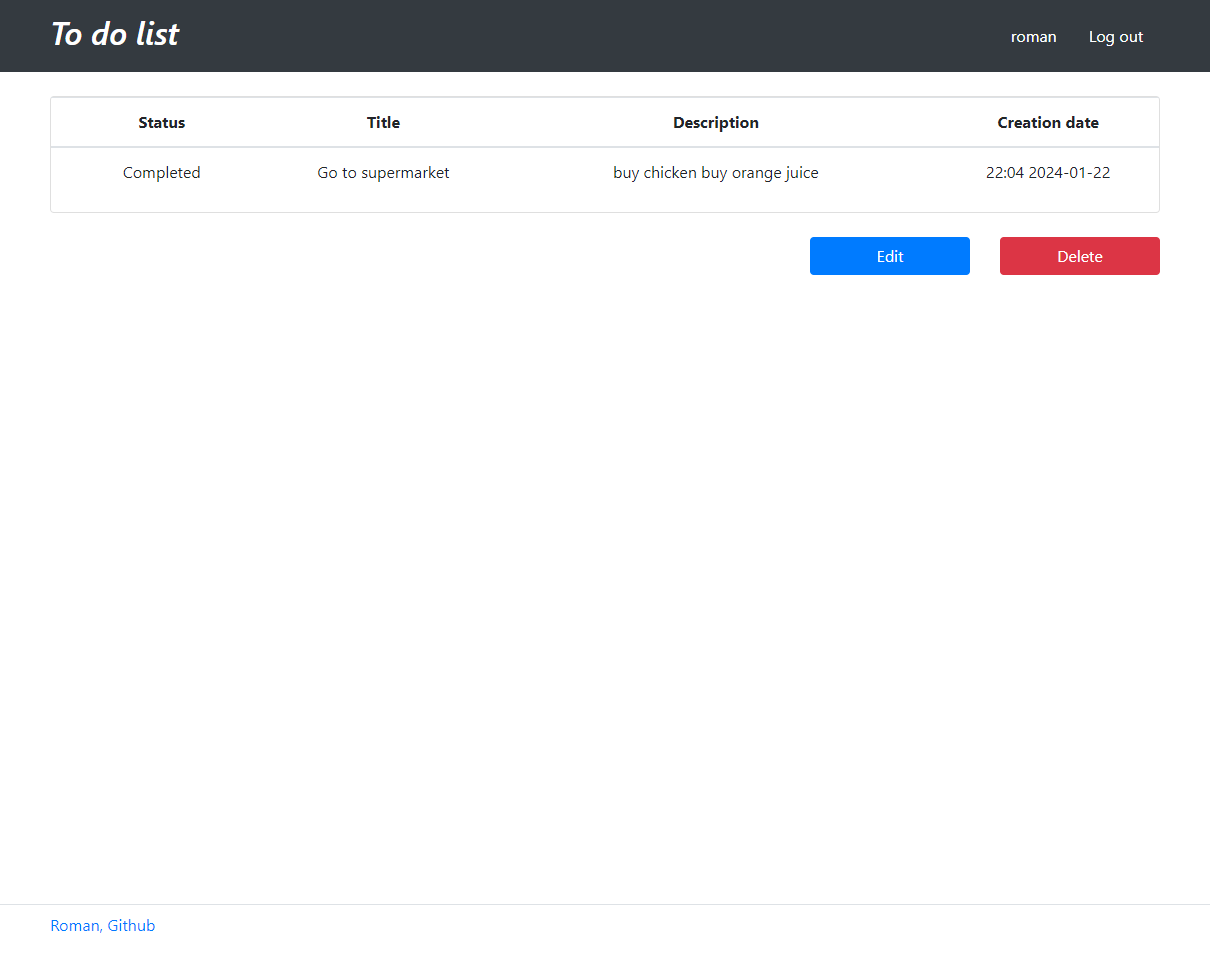 To do list
roman Log out
Status Title Description Creation date
Completed Go to supermarket buy chicken buy orange juice 22:04 2024-01-22
Edit Delete
Roman, Github